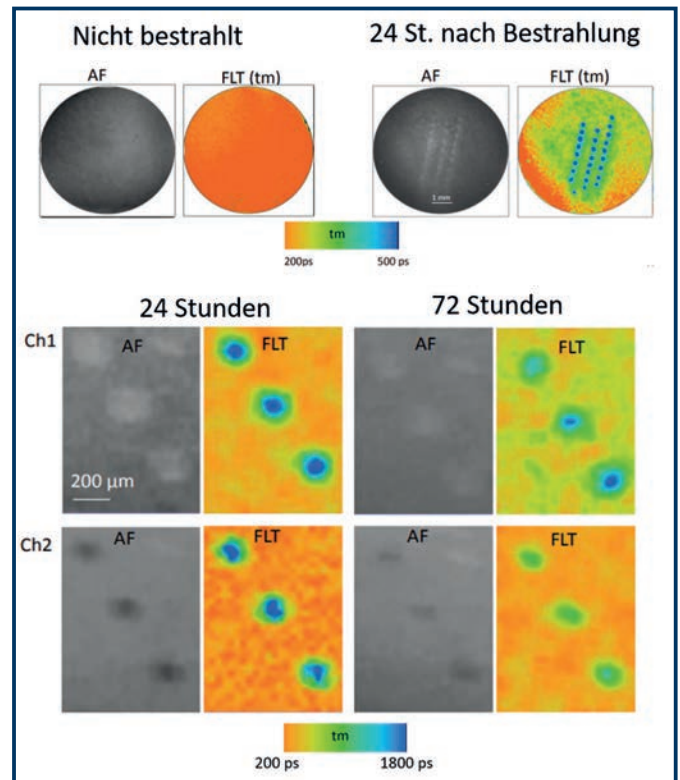 Nicht bestrahlt
24 St. nach Bestrahlung
AF
FLT (tm)
AF
FLT (tm)
1 mm
tm
200ps
500 ps
24 Stunden
72 Stunden
Ch1
AF
FLT
AF
FLT
200 µm
Ch2
AF
FLT
AF
FLT
tm
200 ps
1800 ps